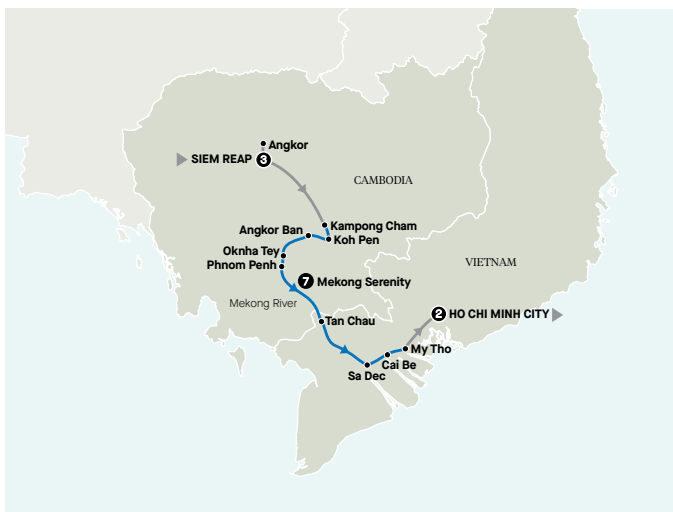 Angkor
SIEM REAP 3
CAMBODIA
Kampong Cham
Angkor Ban
Koh Pen
Oknha Tey
Phnom Penh
VIETNAM
7 Mekong Serenity
Mekong River
2 HO CHI MINH CITY
Tan Chau
My Tho
Cai Be
Sa Dec